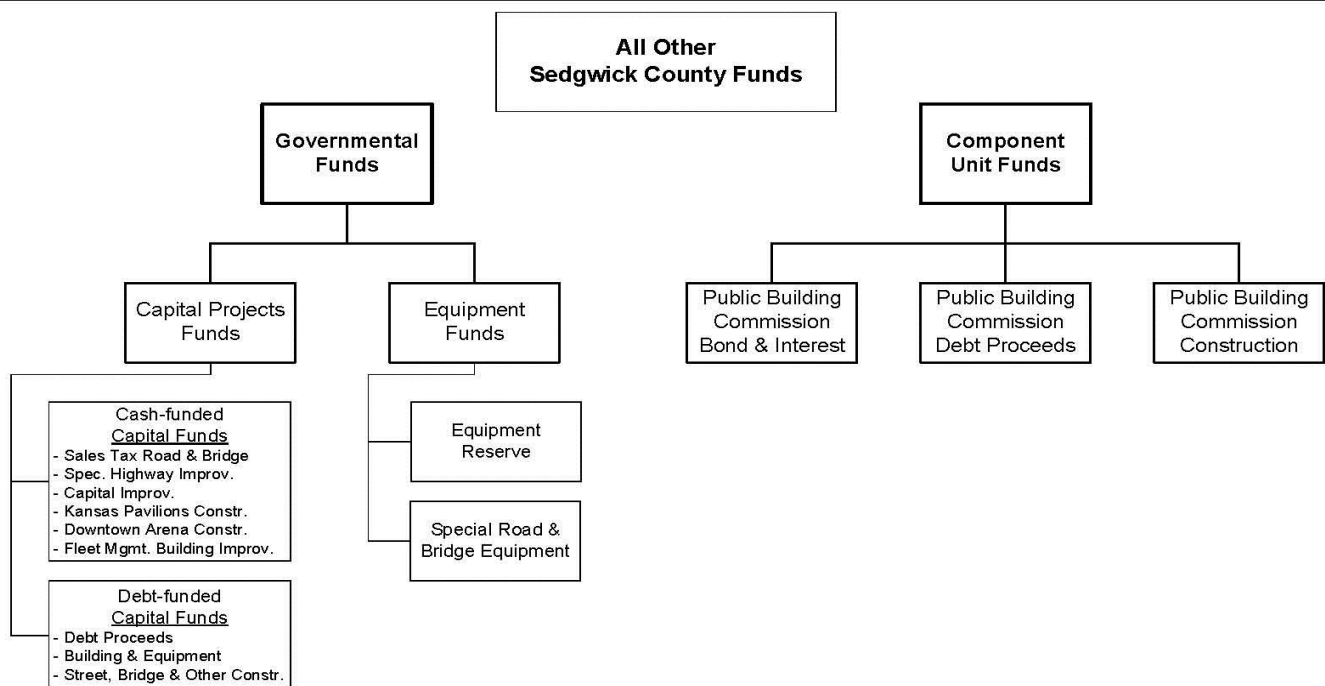 All Other
Sedgwick County Funds
Governmental
Funds
Component
Unit Funds
Capital Projects
Funds
Equipment
Funds
Public Building
Commission
Bond & Interest
Public Building
Commission
Debt Proceeds
Public Building
Commission
Construction
Cash-funded
Capital Funds
- Sales Tax Road & Bridge
- Spec. Highway Improv.
- Capital Improv.
- Kansas Pavilions Constr.
- Downtown Arena Constr.
- Fleet Mgmt. Building Improv.
Equipment
Reserve
Special Road &
Bridge Equipment
Debt-funded
Capital Funds
- Debt Proceeds
- Building & Equipment
- Street, Bridge & Other Constr.